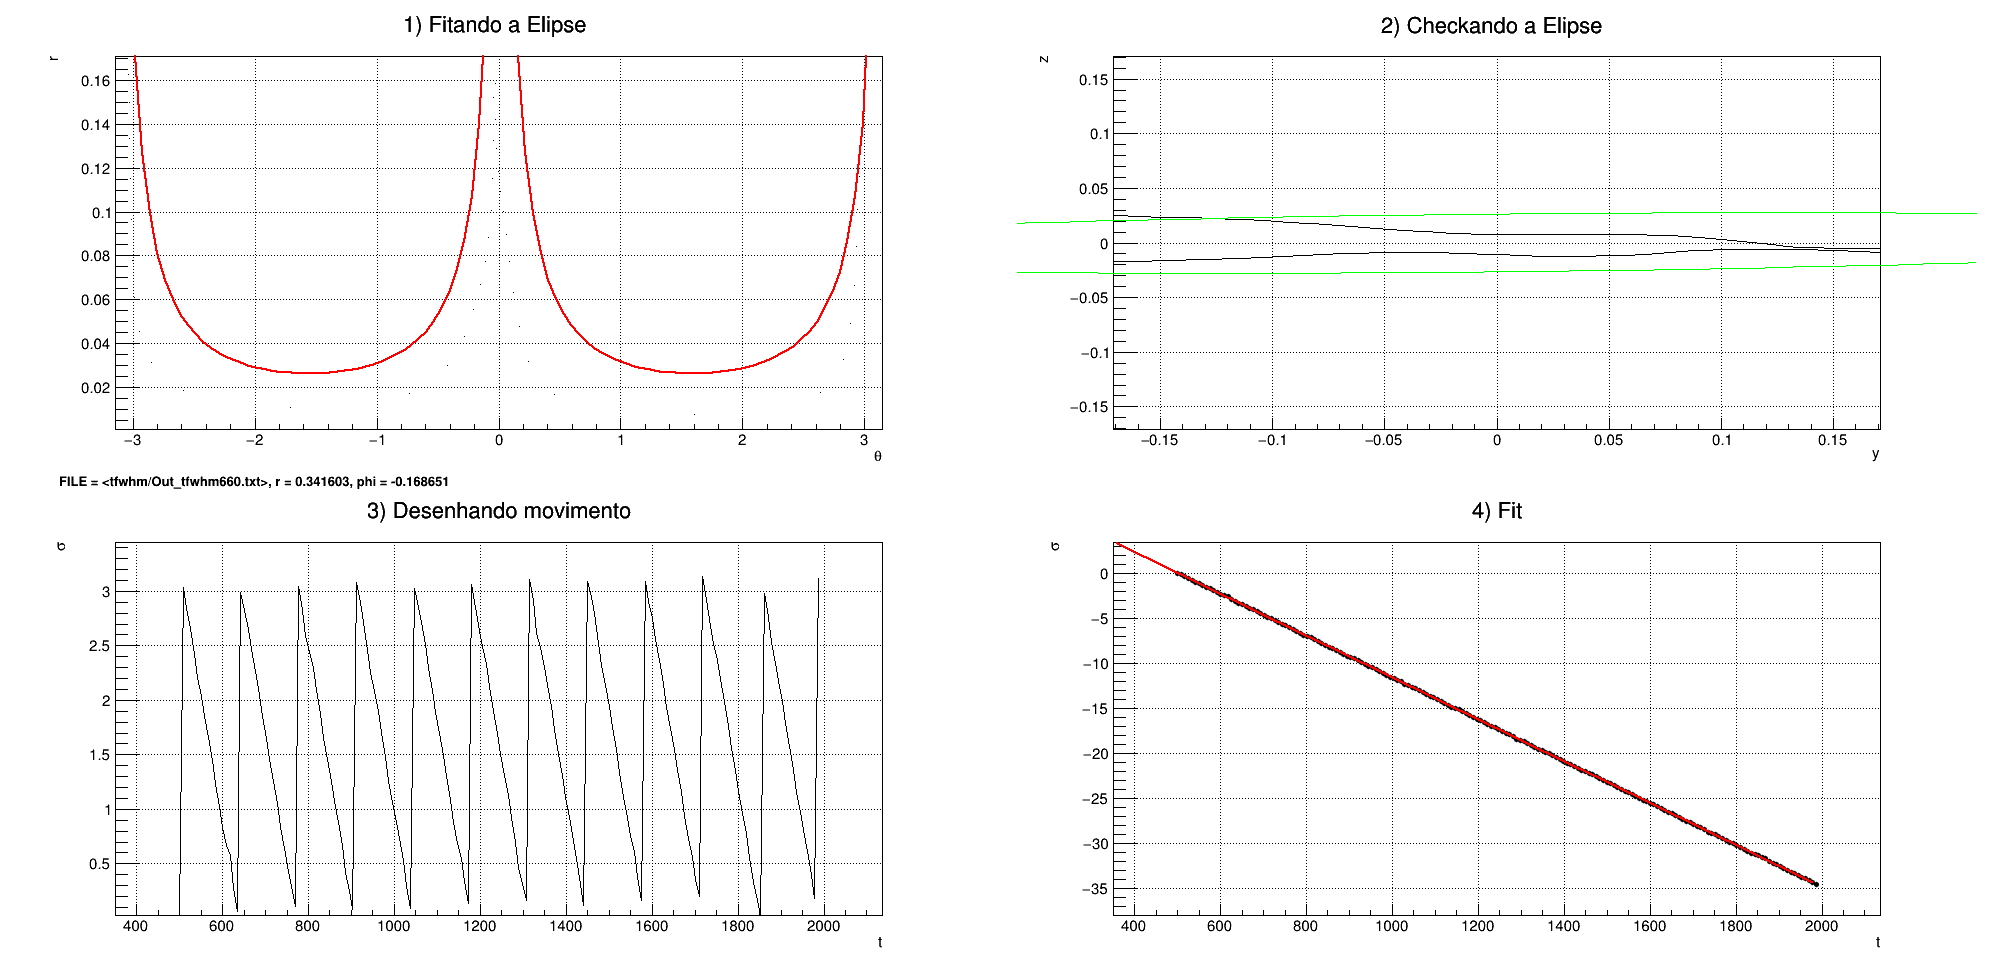 1) Fitando a Elipse
r
0.16
0.14
0.12
0.1
0.08
0.06
0.04
0.02
−3 −2 −1 0 1 2 3
θ
2) Checkando a Elipse
z
0.15
0.1
0.05
0
−0.05
−0.1
−0.15
−0.15 −0.1 −0.05 0 0.05 0.1 0.15
y
FILE = <tfwhm/Out_tfwhm660.txt>, r = 0.341603, phi = -0.168651
3) Desenhando movimento
σ
3
2.5
2
1.5
1
0.5
400 600 800 1000 1200 1400 1600 1800 2000
t
4) Fit
σ
0
−5
−10
−15
−20
−25
−30
−35
400 600 800 1000 1200 1400 1600 1800 2000
t